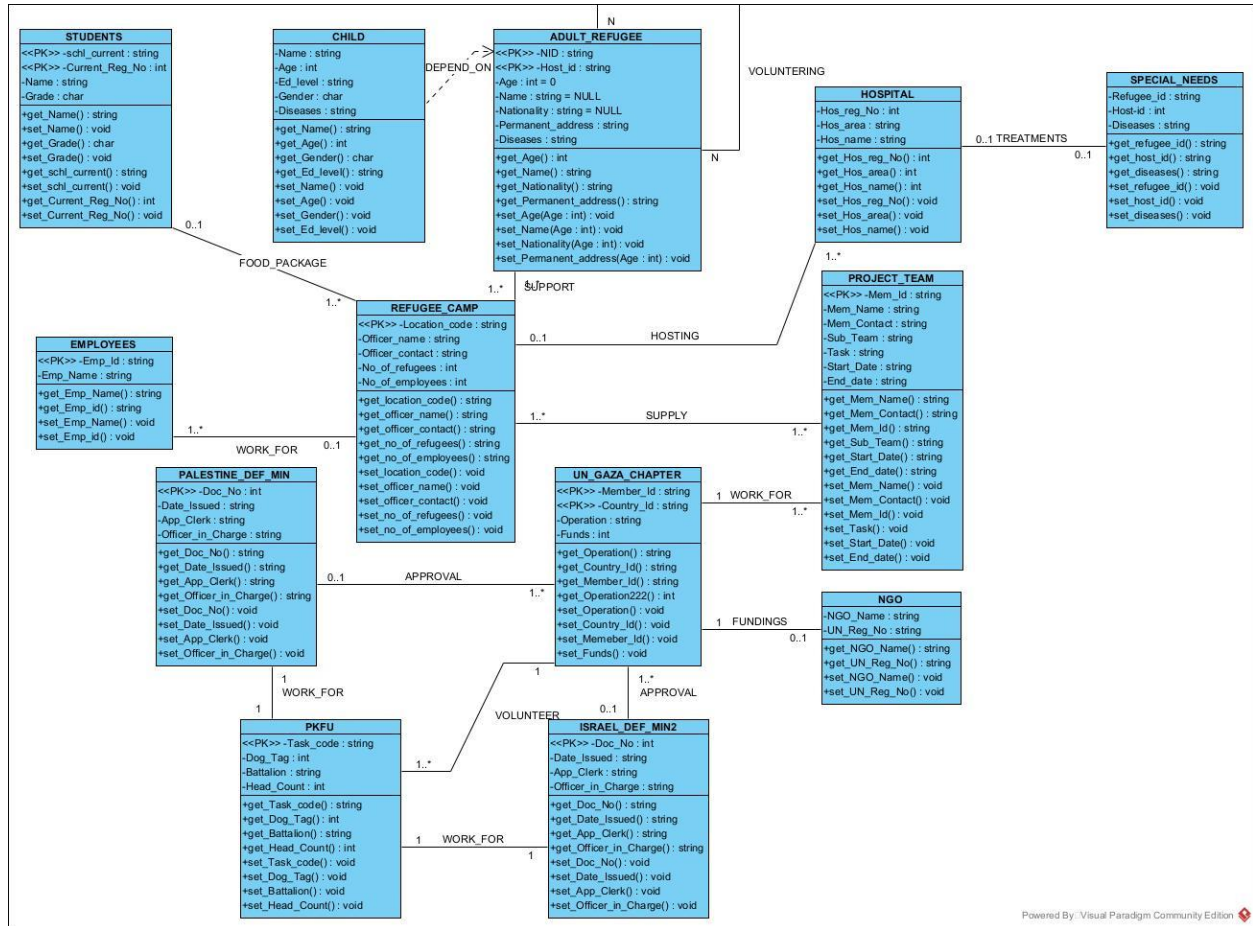 STUDENTS
<<PK>> -schl_current : string
<<PK>> -Current_Reg_No : int
-Name : string
-Grade : char
+get_Name() : string
+set_Name() : void
+get_Grade() : char
+set_Grade() : void
+get_schl_current() : string
+set_schl_current() : void
+get_Current_Reg_No() : int
+set_Current_Reg_No() : void
CHILD
-Name : string
-Age : int
-Ed_level : string
-Gender : char
-Diseases : string
+get_Name() : string
+get_Age() : int
+get_Gender() : char
+get_Ed_level() : string
+set_Name() : void
+set_Age() : void
+set_Gender() : void
+set_Ed_level() : void
DEPEND_ON
N
ADULT_REFUGEE
<<PK>> -NID : string
<<PK>> -Host_id : string
-Age : int = 0
-Name : string = NULL
-Nationality : string = NULL
-Permanent_address : string
-Diseases : string
+get_Age() : int
+get_Name() : string
+get_Nationality() : string
+get_Permanent_address() : string
+set_Age(Age : int) : void
+set_Name(Age : int) : void
+set_Nationality(Age : int) : void
+set_Permanent_address(Age : int) : void
VOLUNTERING
N
HOSPITAL
-Hos_reg_No : int
-Hos_area : string
-Hos_name : string
+get_Hos_reg_No() : int
+get_Hos_area() : int
+get_Hos_name() : int
+set_Hos_reg_No() : void
+set_Hos_area() : void
+set_Hos_name() : void
0..1 TREATMENTS
0..1
SPECIAL_NEEDS
-Refugee_id : string
-Host-id : int
-Diseases : string
+get_refugee_id() : string
+get_host_id() : string
+get_diseases() : string
+set_refugee_id() : void
+set_host_id() : void
+set_diseases() : void
0..1
FOOD_PACKAGE
1..*
1..*
1..*
SUPPORT
1..*
0..1
HOSTING
REFUGEE_CAMP
<<PK>> -Location_code : string
-Officer_name : string
-Officer_contact : string
-No_of_refugees : int
-No_of_employees : int
+get_location_code() : string
+get_officer_name() : string
+get_officer_contact() : string
+get_no_of_refugees() : string
+get_no_of_employees() : string
+set_location_code() : void
+set_officer_name() : void
+set_officer_contact() : void
+set_no_of_refugees() : void
+set_no_of_employees() : void
EMPLOYEES
<<PK>> -Emp_Id : string
-Emp_Name : string
+get_Emp_Name() : string
+get_Emp_id() : string
+set_Emp_Name() : void
+set_Emp_id() : void
1..*
WORK_FOR
0..1
1..*
SUPPLY
1..*
PROJECT_TEAM
<<PK>> -Mem_Id : string
-Mem_Name : string
-Mem_Contact : string
-Sub_Team : string
-Task : string
-Start_Date : string
-End_date : string
+get_Mem_Name() : string
+get_Mem_Contact() : string
+get_Mem_Id() : string
+get_Sub_Team() : string
+get_Start_Date() : string
+get_End_date() : string
+set_Mem_Name() : void
+set_Mem_Contact() : void
+set_Mem_Id() : void
+set_Task() : void
+set_Start_Date() : void
+set_End_date() : void
PALESTINE_DEF_MIN
<<PK>> -Doc_No : int
-Date_Issued : string
-App_Clerk : string
-Officer_in_Charge : string
+get_Doc_No() : string
+get_Date_Issued() : string
+get_App_Clerk() : string
+get_Officer_in_Charge() : string
+set_Doc_No() : void
+set_Date_Issued() : void
+set_App_Clerk() : void
+set_Officer_in_Charge() : void
0..1
APPROVAL
1..*
UN_GAZA_CHAPTER
<<PK>> -Member_Id : string
<<PK>> -Country_Id : string
-Operation : string
-Funds : int
+get_Operation() : string
+get_Country_Id() : string
+get_Member_Id() : string
+get_Operation222() : int
+set_Operation() : void
+set_Country_Id() : void
+set_Memeber_Id() : void
+set_Funds() : void
1 WORK_FOR
1..*
1 FUNDINGS
0..1
NGO
-NGO_Name : string
-UN_Reg_No : string
+get_NGO_Name() : string
+get_UN_Reg_No() : string
+set_NGO_Name() : void
+set_UN_Reg_No() : void
1
WORK_FOR
1
1
VOLUNTEER
1..*
1..*
APPROVAL
0..1
PKFU
<<PK>> -Task_code : string
-Dog_Tag : int
-Battalion : string
-Head_Count : int
+get_Task_code() : string
+get_Dog_Tag() : int
+get_Battalion() : string
+get_Head_Count() : int
+set_Task_code() : void
+set_Dog_Tag() : void
+set_Battalion() : void
+set_Head_Count() : void
1 WORK_FOR
1
ISRAEL_DEF_MIN2
<<PK>> -Doc_No : int
-Date_Issued : string
-App_Clerk : string
-Officer_in_Charge : string
+get_Doc_No() : string
+get_Date_Issued() : string
+get_App_Clerk() : string
+get_Officer_in_Charge() : string
+set_Doc_No() : void
+set_Date_Issued() : void
+set_App_Clerk() : void
+set_Officer_in_Charge() : void
Powered By Visual Paradigm Community Edition